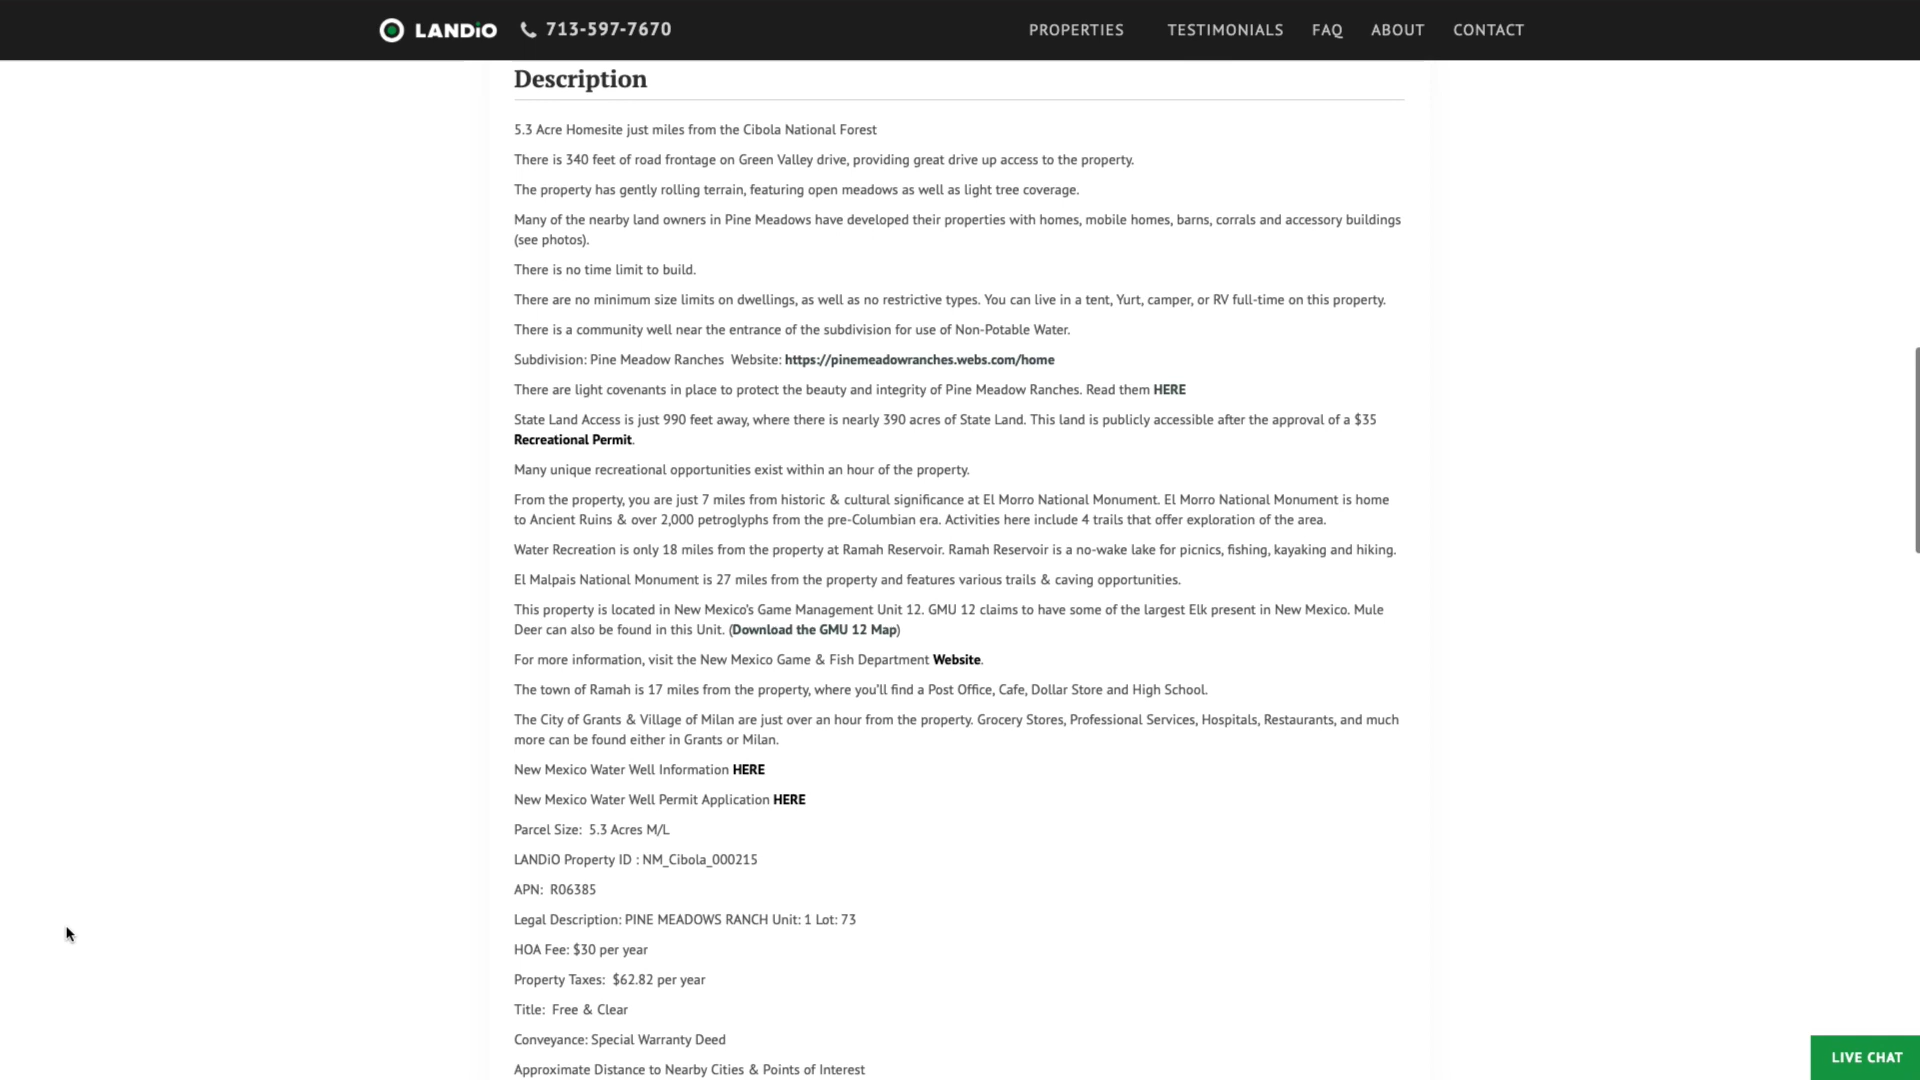 LANDiO 713-597-7670 PROPERTIES TESTIMONIALS FAQ ABOUT CONTACT
Description
5.3 Acre Homesite just miles from the Cibola National Forest
There is 340 feet of road frontage on Green Valley drive, providing great drive up access to the property.
The property has gently rolling terrain, featuring open meadows as well as light tree coverage.
Many of the nearby land owners in Pine Meadows have developed their properties with homes, mobile homes, barns, corrals and accessory buildings
(see photos).
There is no time limit to build.
There are no minimum size limits on dwellings, as well as no restrictive types. You can live in a tent, Yurt, camper, or RV full-time on this property.
There is a community well near the entrance of the subdivision for use of Non-Potable Water.
Subdivision: Pine Meadow Ranches Website: https://pinemeadowranches.webs.com/home
There are light covenants in place to protect the beauty and integrity of Pine Meadow Ranches. Read them HERE
State Land Access is just 990 feet away, where there is nearly 390 acres of State Land. This land is publicly accessible after the approval of a $35
Recreational Permit.
Many unique recreational opportunities exist within an hour of the property.
From the property, you are just 7 miles from historic & cultural significance at El Morro National Monument. El Morro National Monument is home
to Ancient Ruins & over 2,000 petroglyphs from the pre-Columbian era. Activities here include 4 trails that offer exploration of the area.
Water Recreation is only 18 miles from the property at Ramah Reservoir. Ramah Reservoir is a no-wake lake for picnics, fishing, kayaking and hiking.
El Malpais National Monument is 27 miles from the property and features various trails & caving opportunities.
This property is located in New Mexico's Game Management Unit 12. GMU 12 claims to have some of the largest Elk present in New Mexico. Mule
Deer can also be found in this Unit. (Download the GMU 12 Map)
For more information, visit the New Mexico Game & Fish Department Website.
The town of Ramah is 17 miles from the property, where you'll find a Post Office, Cafe, Dollar Store and High School.
The City of Grants & Village of Milan are just over an hour from the property. Grocery Stores, Professional Services, Hospitals, Restaurants, and much
more can be found either in Grants or Milan.
New Mexico Water Well Information HERE
New Mexico Water Well Permit Application HERE
Parcel Size: 5.3 Acres M/L
LANDiO Property ID : NM_Cibola_000215
APN: R06385
Legal Description: PINE MEADOWS RANCH Unit: 1 Lot: 73
HOA Fee: $30 per year
Property Taxes: $62.82 per year
Title: Free & Clear
Conveyance: Special Warranty Deed
Approximate Distance to Nearby Cities & Points of Interest
LIVE CHAT